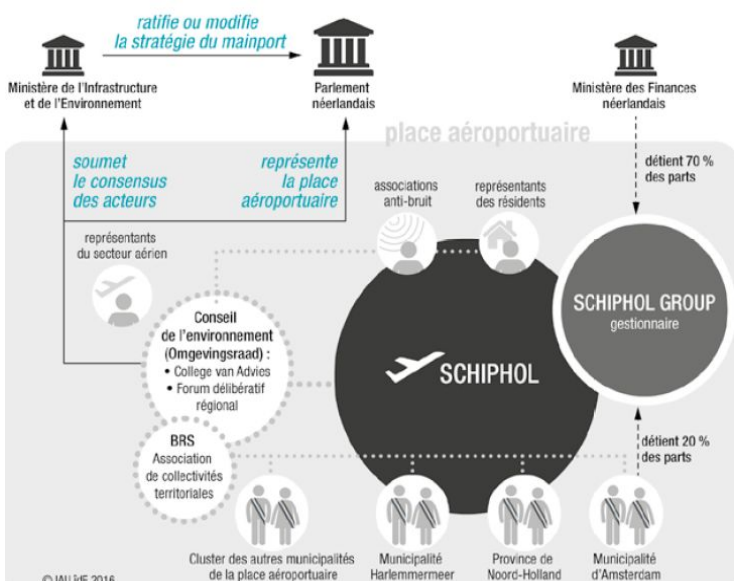 ratifie ou modifie
la stratégie du mainport
Ministère de l'Infrastructure
et de l'Environnement
Parlement
néerlandais
Ministère des Finances
néerlandais
place aéroportuaire
soumet
le consensus
des acteurs
représente
la place
aéroportuaire
détient 70 %
des parts
associations
anti-bruit
représentants
des résidents
représentants
du secteur aérien
SCHIPHOL GROUP
gestionnaire
Conseil
de l'environnement
(Omgevingsraad) :
• College van Advies
• Forum délibératif
régional
SCHIPHOL
BRS
Association
de collectivités
territoriales
détient 20 %
des parts
Cluster des autres municipalités
de la place aéroportuaire
Municipalité
Harlemmermeer
Province de
Noord-Holland
Municipalité
d'Amsterdam
© IAU îdF 2016